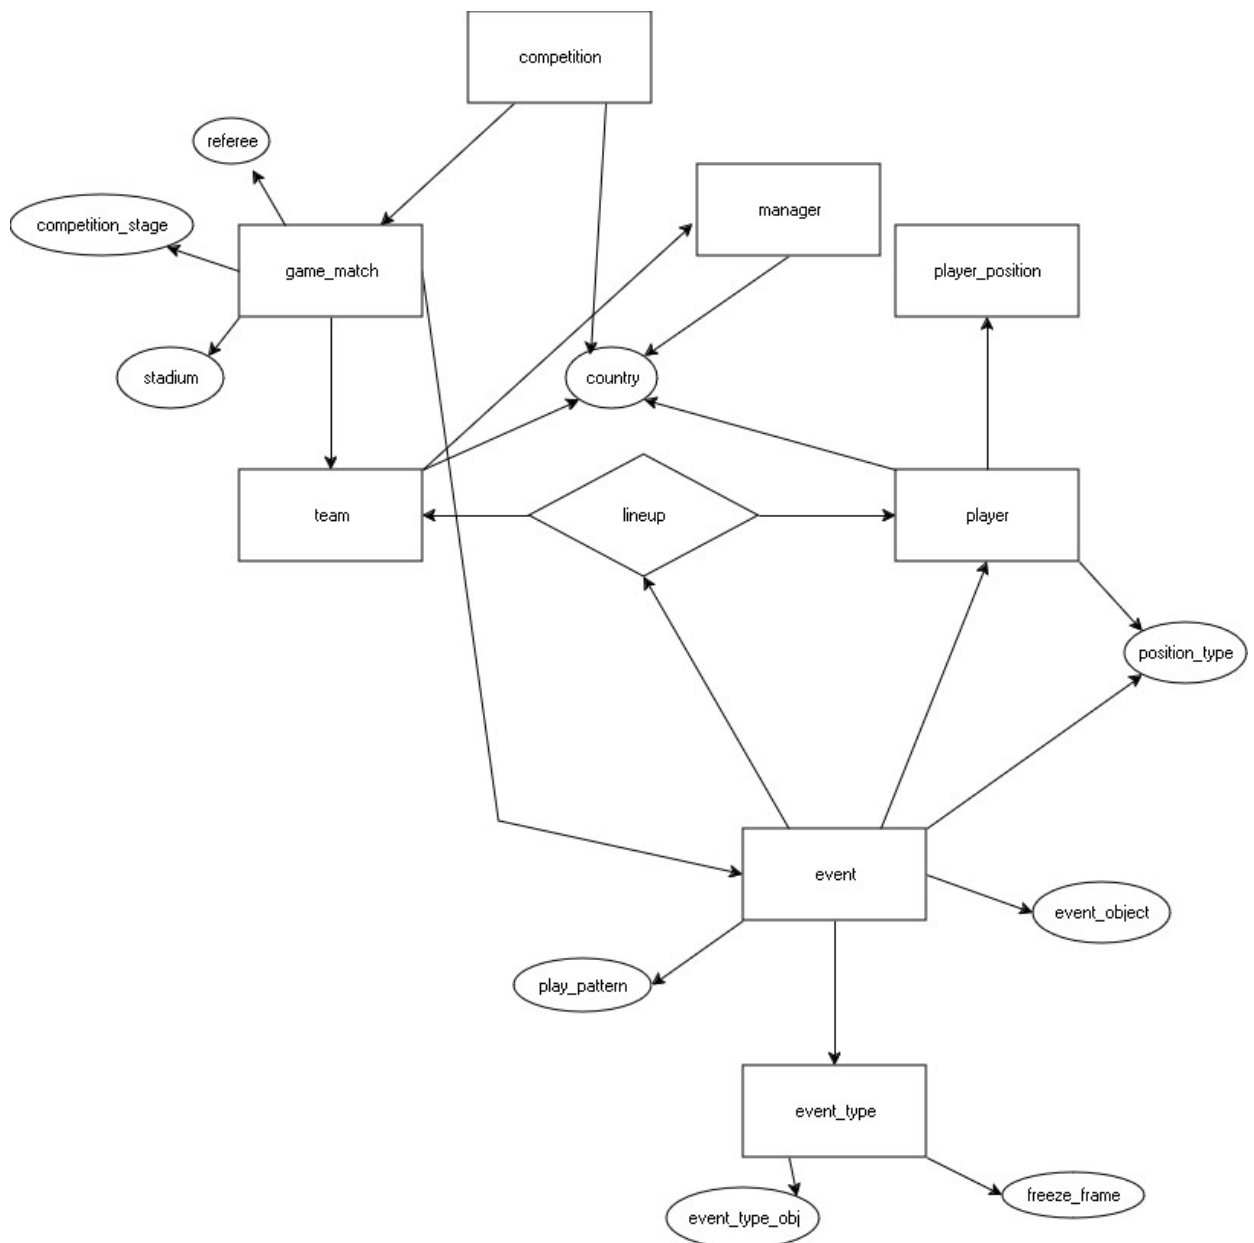 competition
referee
manager
competition_stage
game_match
player_position
stadium
country
team
lineup
player
position_type
event
event_object
play_pattern
event_type
freeze_frame
event_type_obj